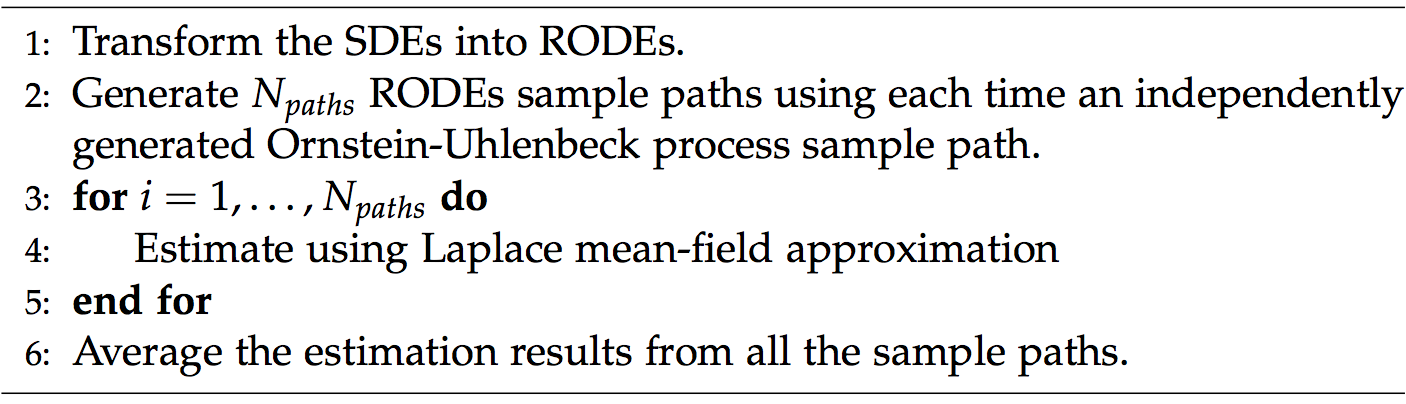 1: Transform the SDEs into RODEs.
2: Generate N_{paths} RODEs sample paths using each time an independently
generated Ornstein-Uhlenbeck process sample path.
3: for i = 1, . . . , N_{paths} do
4: Estimate using Laplace mean-field approximation
5: end for
6: Average the estimation results from all the sample paths.